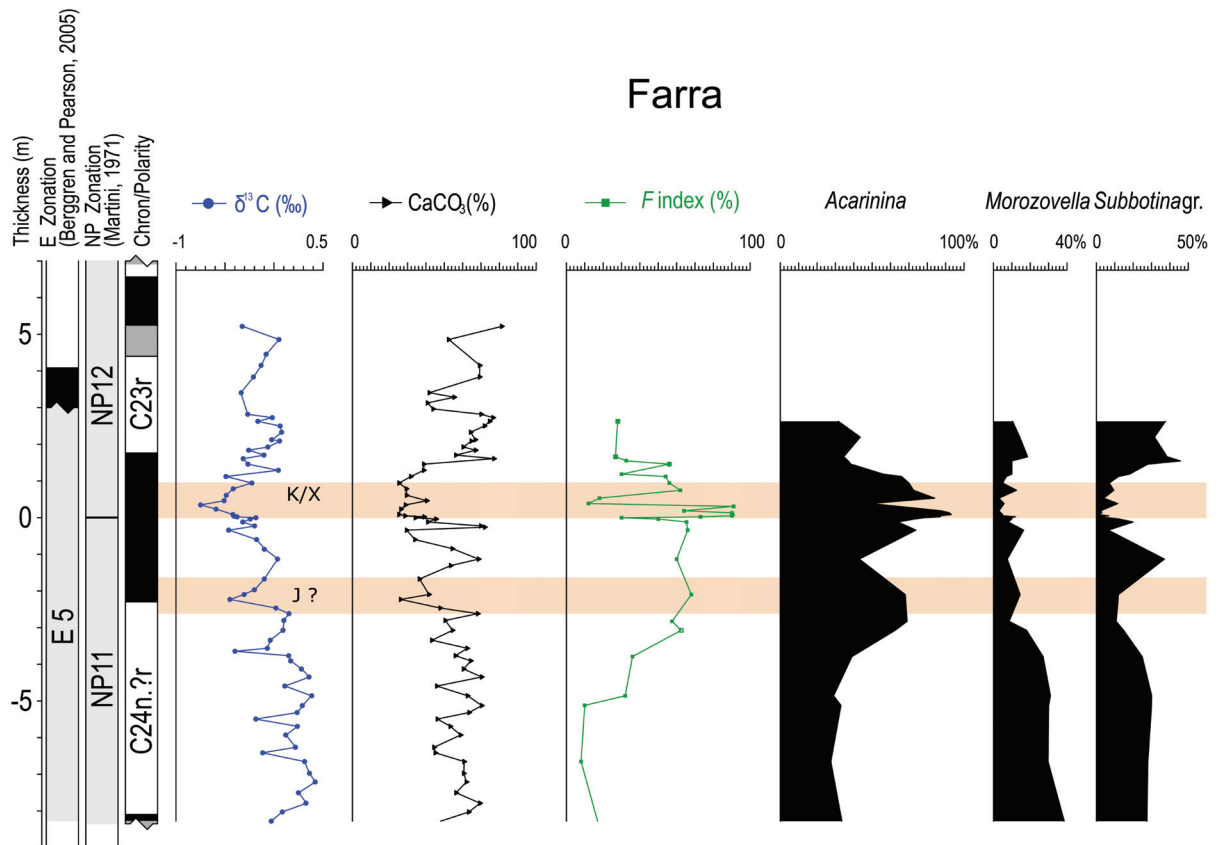 Farra
Thickness (m)
E Zonation
(Berggren and Pearson, 2005)
NP Zonation
(Martini, 1971)
Chron/Polarity
δ¹³C (‰)
CaCO₃(%)
F index (%)
Acarinina
Morozovella
Subbotina gr.
-1 0.5
100
0 100
0 100%
0 40%
0 50%
5
0
-5
E 5
NP12
NP11
C23r
C24n.?r
K/X
J ?